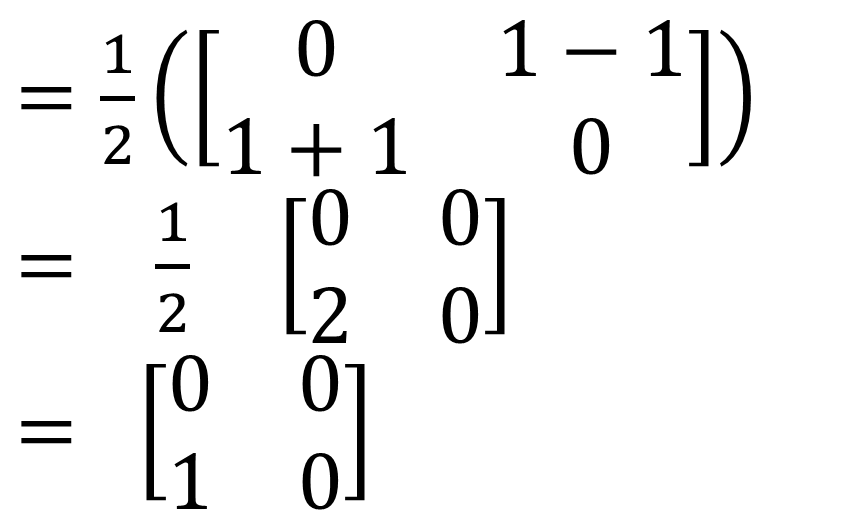 = 1/2 ([0 1 − 1; 1 + 1 0])
= 1/2 [0 0; 2 0]
= [0 0; 1 0]